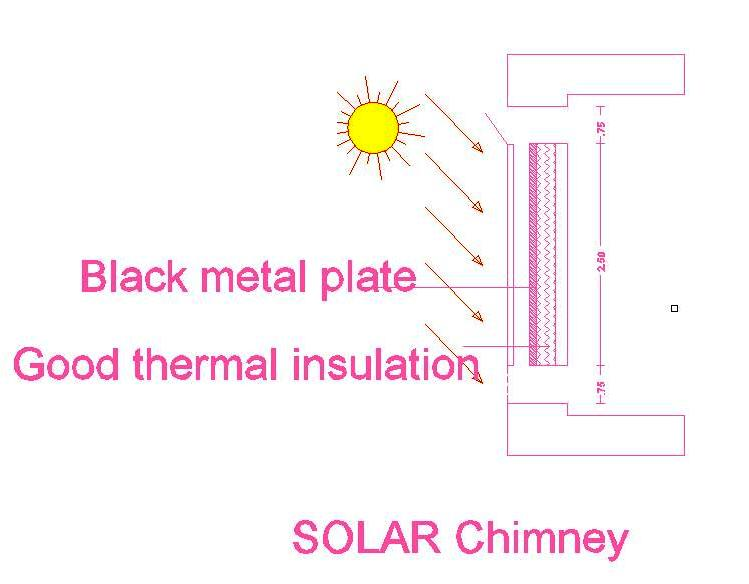 .75
Black metal plate
2.50
Good thermal insulation
.75
SOLAR Chimney